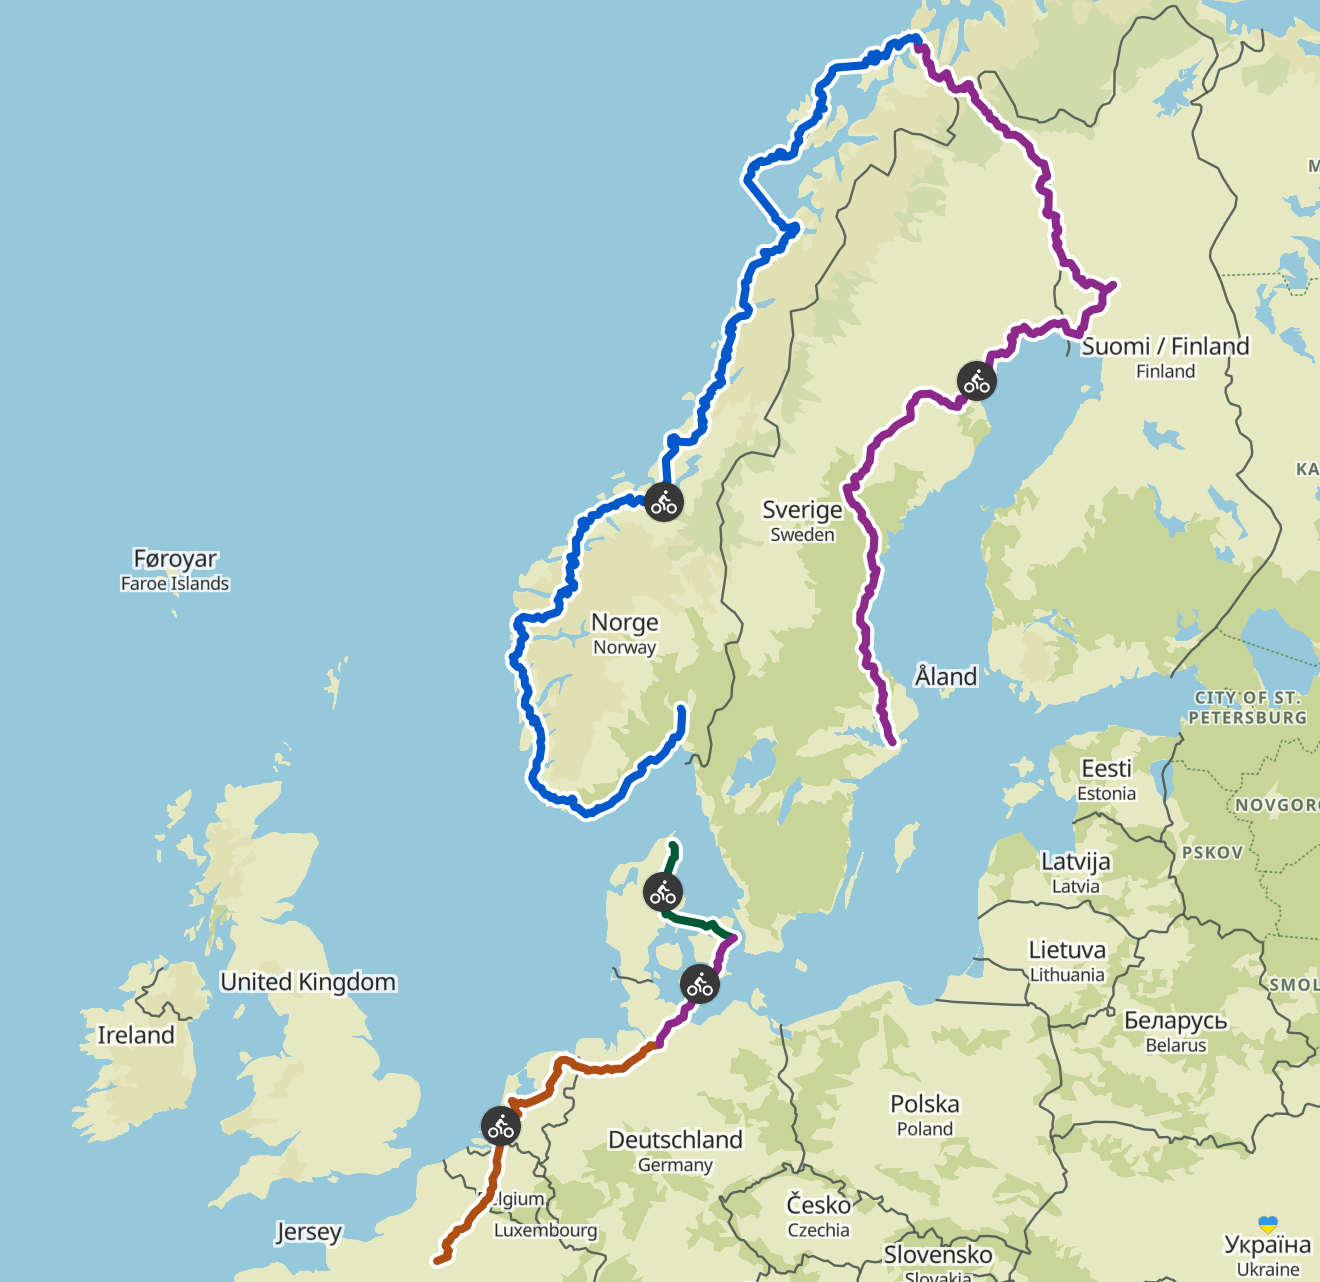 M
Suomi / Finland
Finland
KA
Sverige
Sweden
Føroyar
Faroe Islands
Norge
Norway
Åland
CITY OF ST.
PETERSBURG
Eesti
Estonia
NOVGORO
PSKOV
Latvija
Latvia
Lietuva
Lithuania
United Kingdom
SMOL
Ireland
Беларусь
Belarus
Polska
Poland
Deutschland
Germany
elgium
Česko
Czechia
Jersey
Luxembourg
Slovensko
Slovakia
Україна
Ukraine